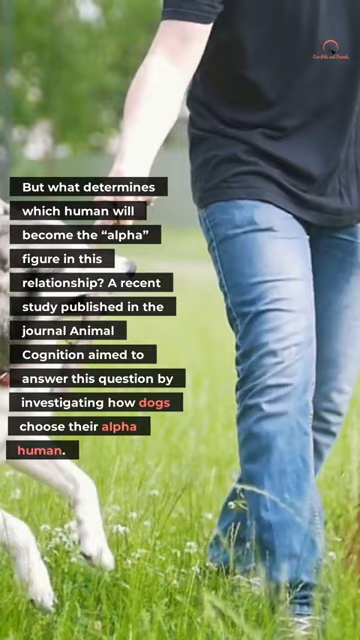 But what determines
which human will
become the “alpha”
figure in this
relationship? A recent
study published in the
journal Animal
Cognition aimed to
answer this question by
investigating how dogs
choose their alpha
human.